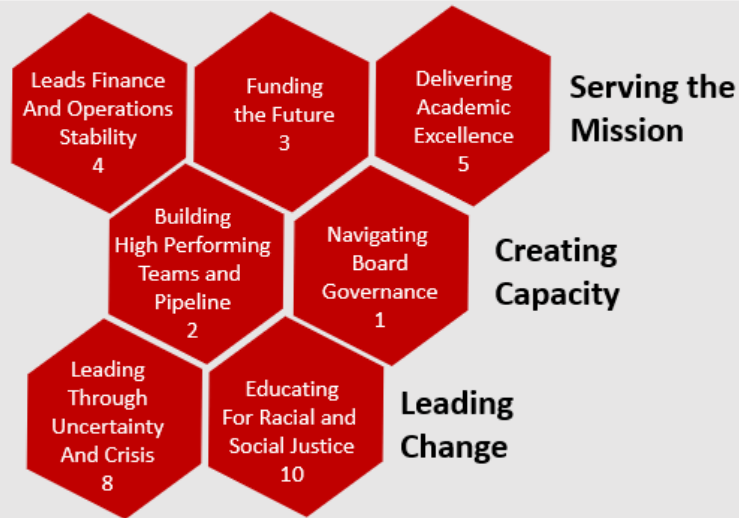 Leads Finance
And Operations
Stability
4
Funding
the Future
3
Delivering
Academic
Excellence
5
Serving the
Mission
Building
High Performing
Teams and
Pipeline
2
Navigating
Board
Governance
1
Creating
Capacity
Leading
Through
Uncertainty
And Crisis
8
Educating
For Racial and
Social Justice
10
Leading
Change